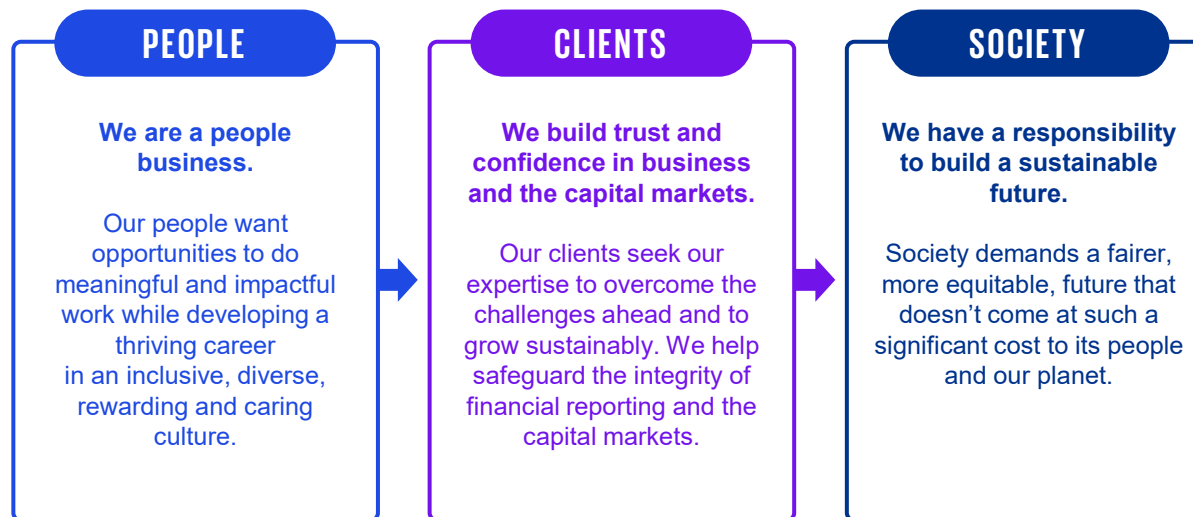 PEOPLE
We are a people
business.
Our people want
opportunities to do
meaningful and impactful
work while developing a
thriving career
in an inclusive, diverse,
rewarding and caring
culture.
CLIENTS
We build trust and
confidence in business
and the capital markets.
Our clients seek our
expertise to overcome the
challenges ahead and to
grow sustainably. We help
safeguard the integrity of
financial reporting and the
capital markets.
SOCIETY
We have a responsibility
to build a sustainable
future.
Society demands a fairer,
more equitable, future that
doesn’t come at such a
significant cost to its people
and our planet.